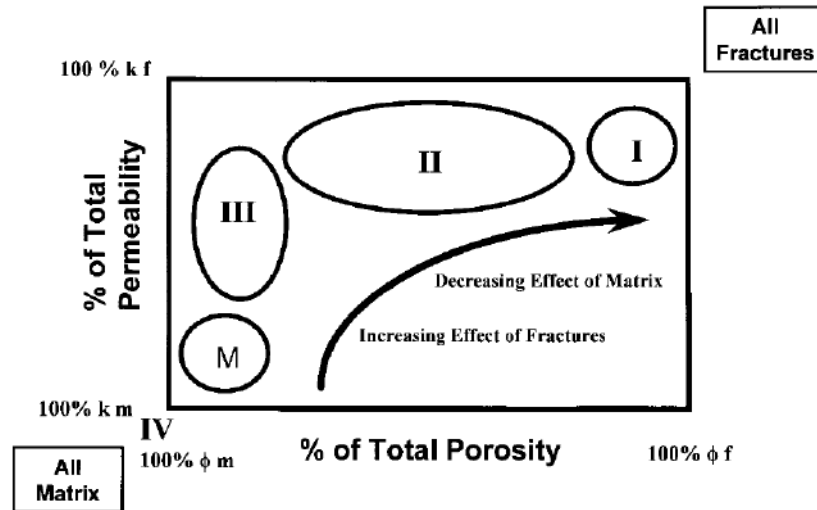 All
Fractures
100 % k f
I
II
III
% of Total
Permeability
Decreasing Effect of Matrix
Increasing Effect of Fractures
M
100% k m
IV
% of Total Porosity
100% ϕ m
100% ϕ f
All
Matrix